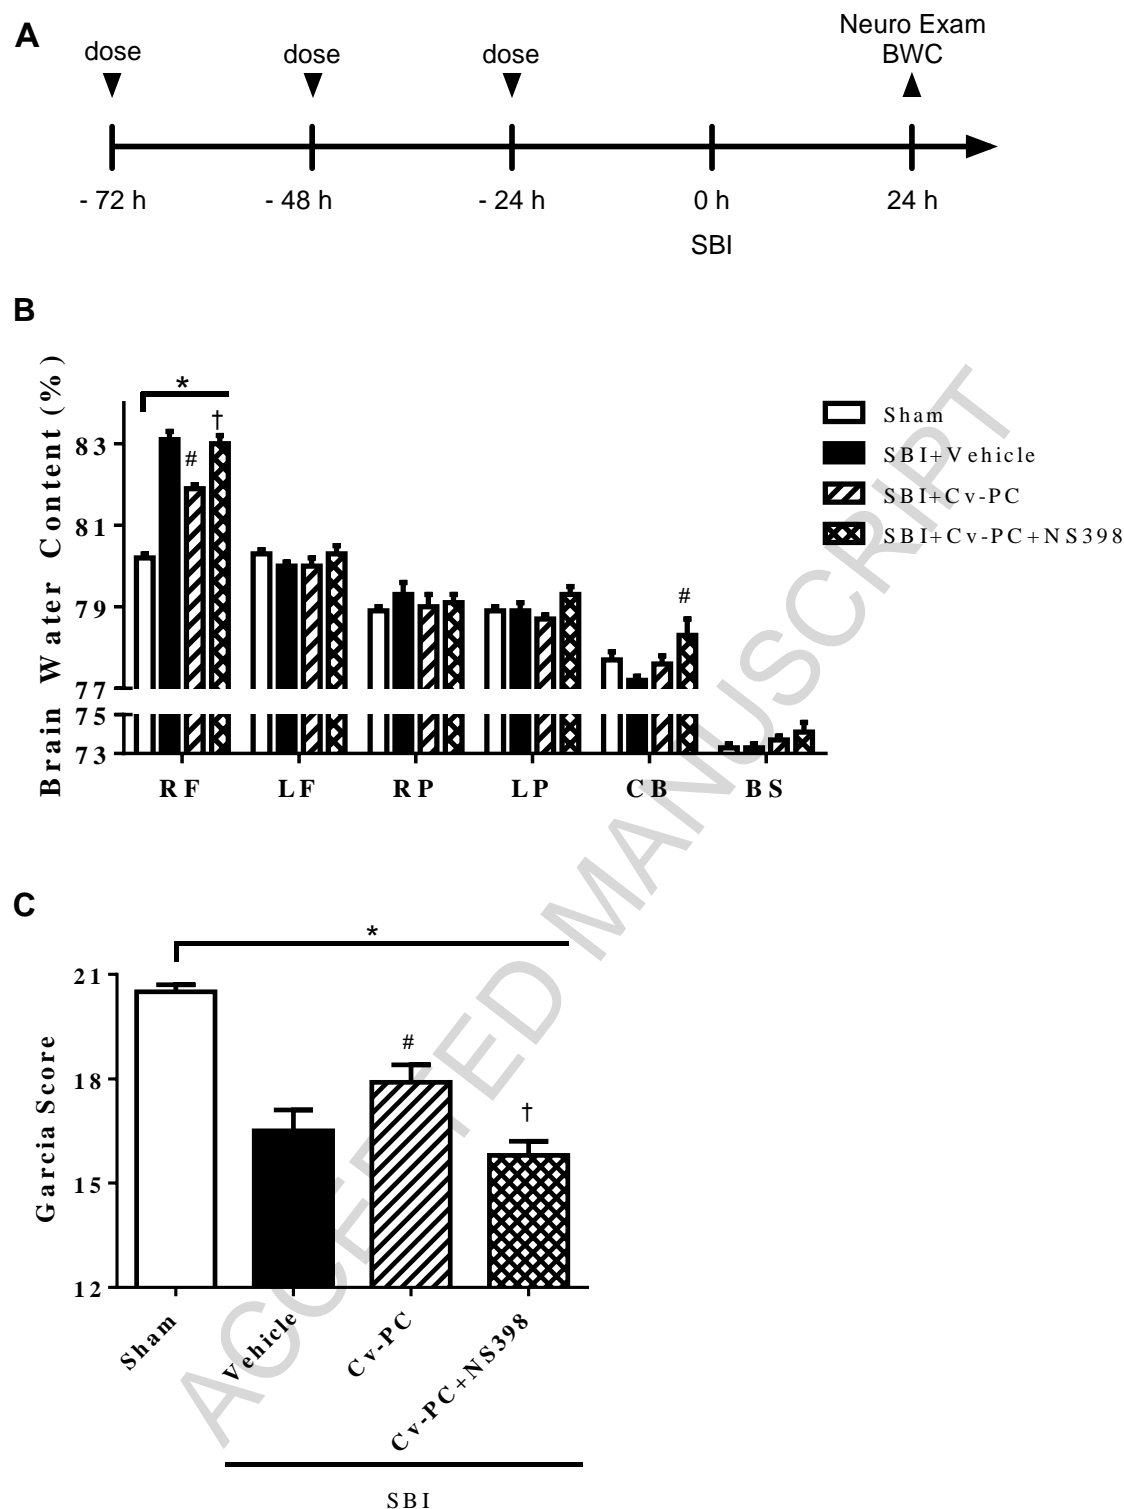 A
dose
dose
dose
Neuro Exam
BWC
- 72 h
- 48 h
- 24 h
0 h
24 h
SBI
B
Brain Water Content (%)
83
81
79
77
75
73
*
#
†
#
RF
LF
RP
LP
CB
BS
Sham
SBI+Vehicle
SBI+Cv-PC
SBI+Cv-PC+NS398
C
Garcia Score
21
18
15
12
*
#
†
Sham
Vehicle
Cv-PC
Cv-PC+NS398
SBI
ACCEPTED MANUSCRIPT